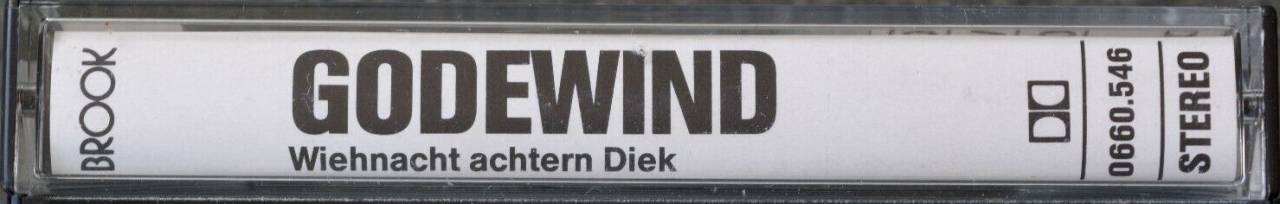 BROOK
GODEWIND
Wiehnacht achtern Diek
0660.546
STEREO